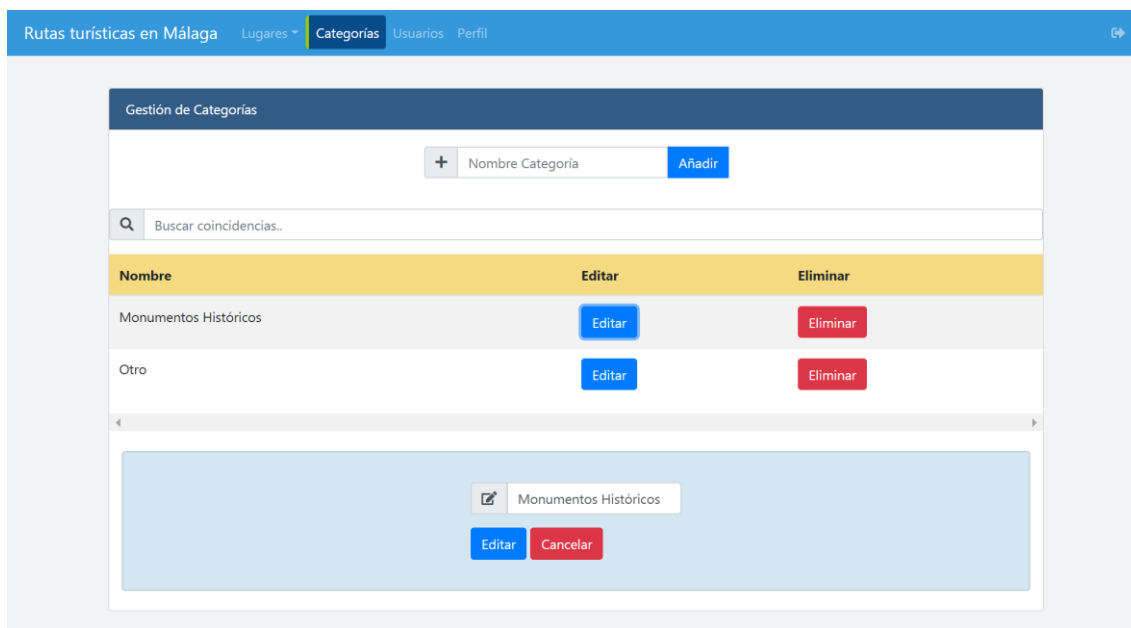 Rutas turísticas en Málaga Lugares Categorías Usuarios Perfil
Gestión de Categorías
Nombre Categoría Añadir
Buscar coincidencias..
Nombre Editar Eliminar
Monumentos Históricos Editar Eliminar
Otro Editar Eliminar
Monumentos Históricos
Editar Cancelar